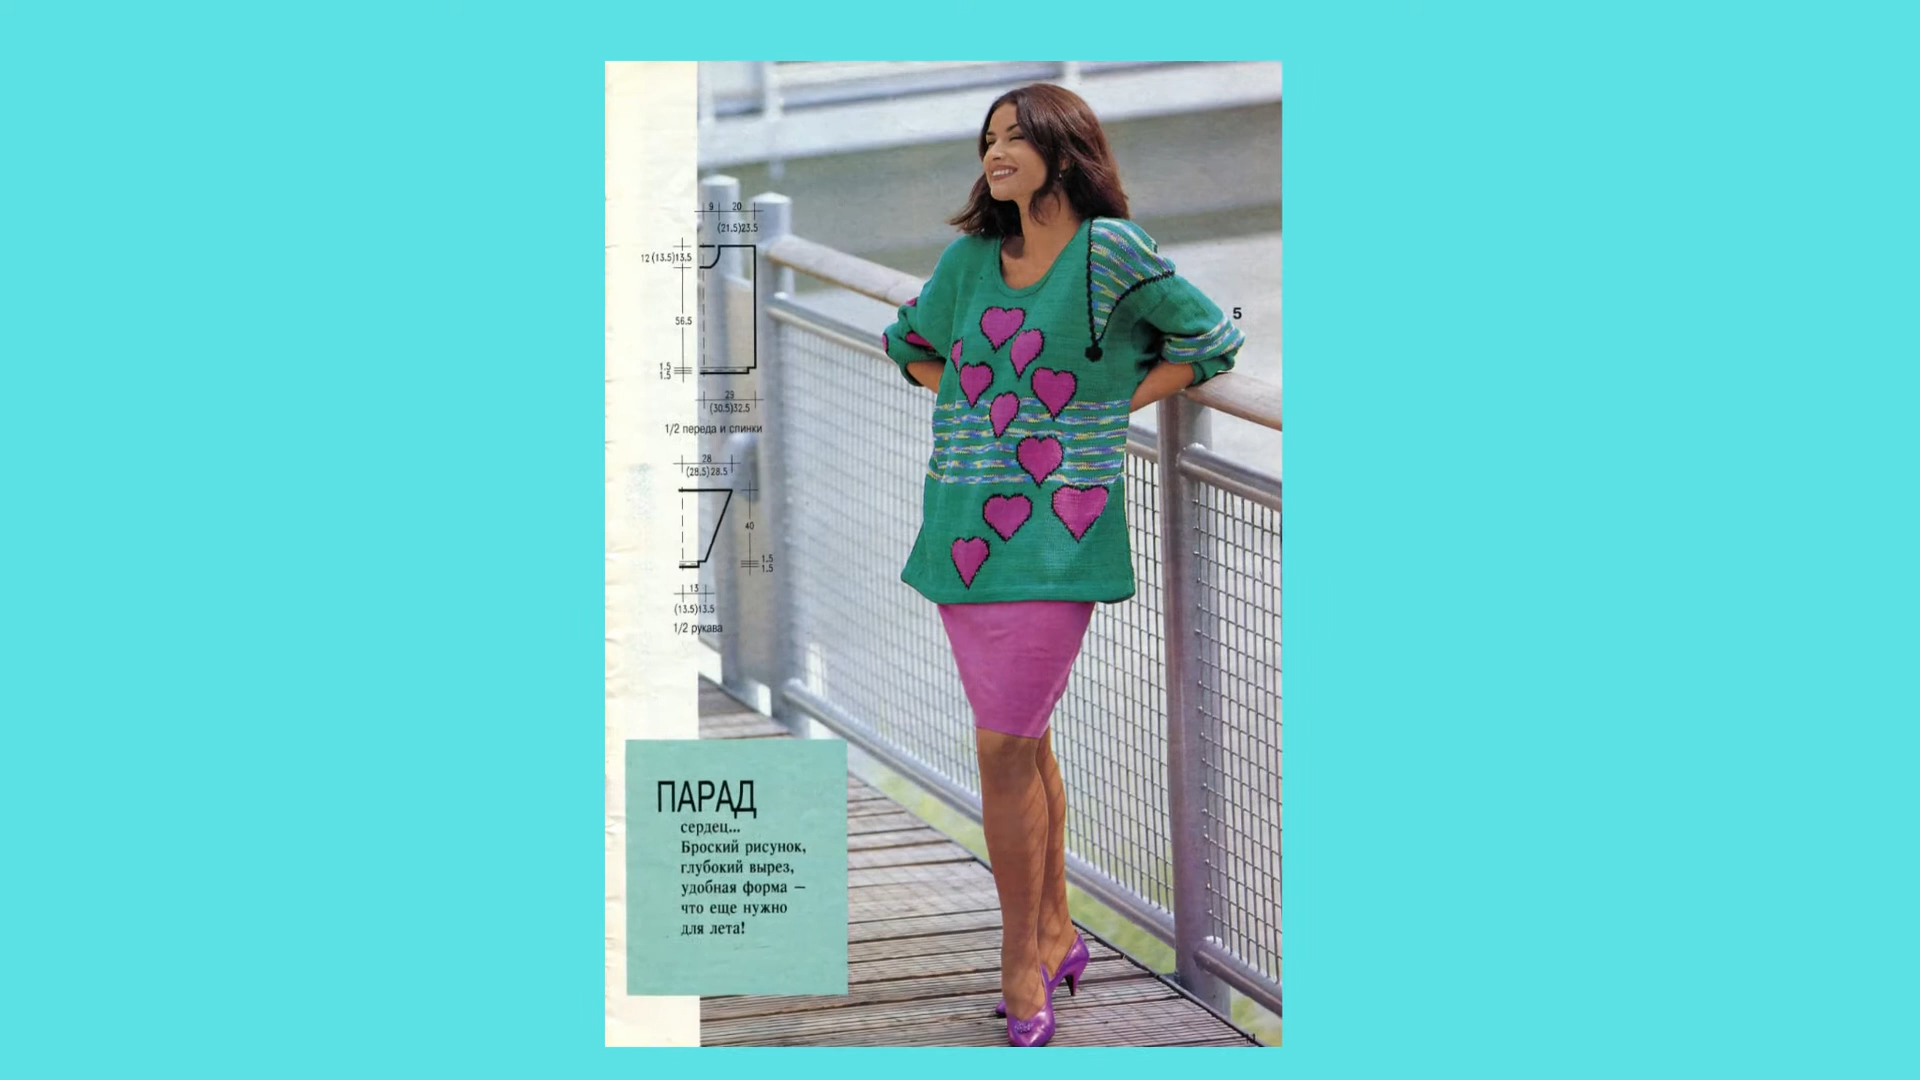 9 20
(21.5)23.5
12(13.5)13.5
56.5
1.5
1.5
29
(30.5)32.5
1/2 переда и спинки
28
(28.5)28.5
40
1.5
1.5
13
(13.5)13.5
1/2 рукава
5
ПАРАД
сердец...
Броский рисунок,
глубокий вырез,
удобная форма —
что еще нужно
для лета!